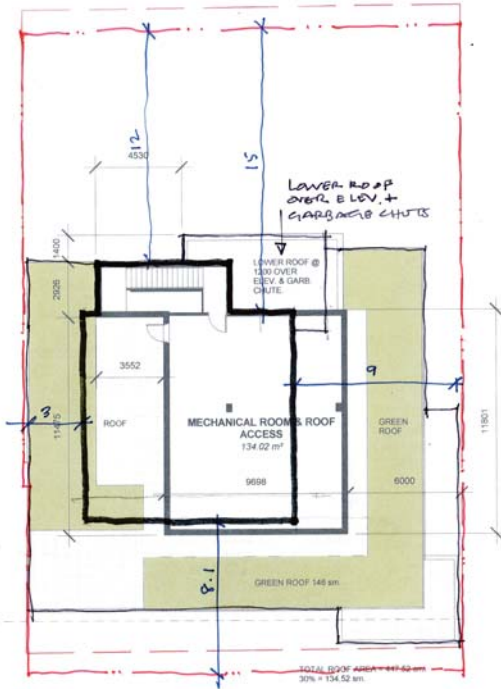 12
15
4530
LOWER ROOF
OVER ELEV. +
GARBAGE CHUTE
1400
LOWER ROOF @
1200 OVER
ELEV. & GARB.
CHUTE.
2926
3552
3
9
11475
ROOF
MECHANICAL ROOM & ROOF
ACCESS
134.02 m²
GREEN
ROOF
11801
9698
6000
8.1
GREEN ROOF 146 sm
TOTAL ROOF AREA = 447.52 sm
30% = 134.52 sm